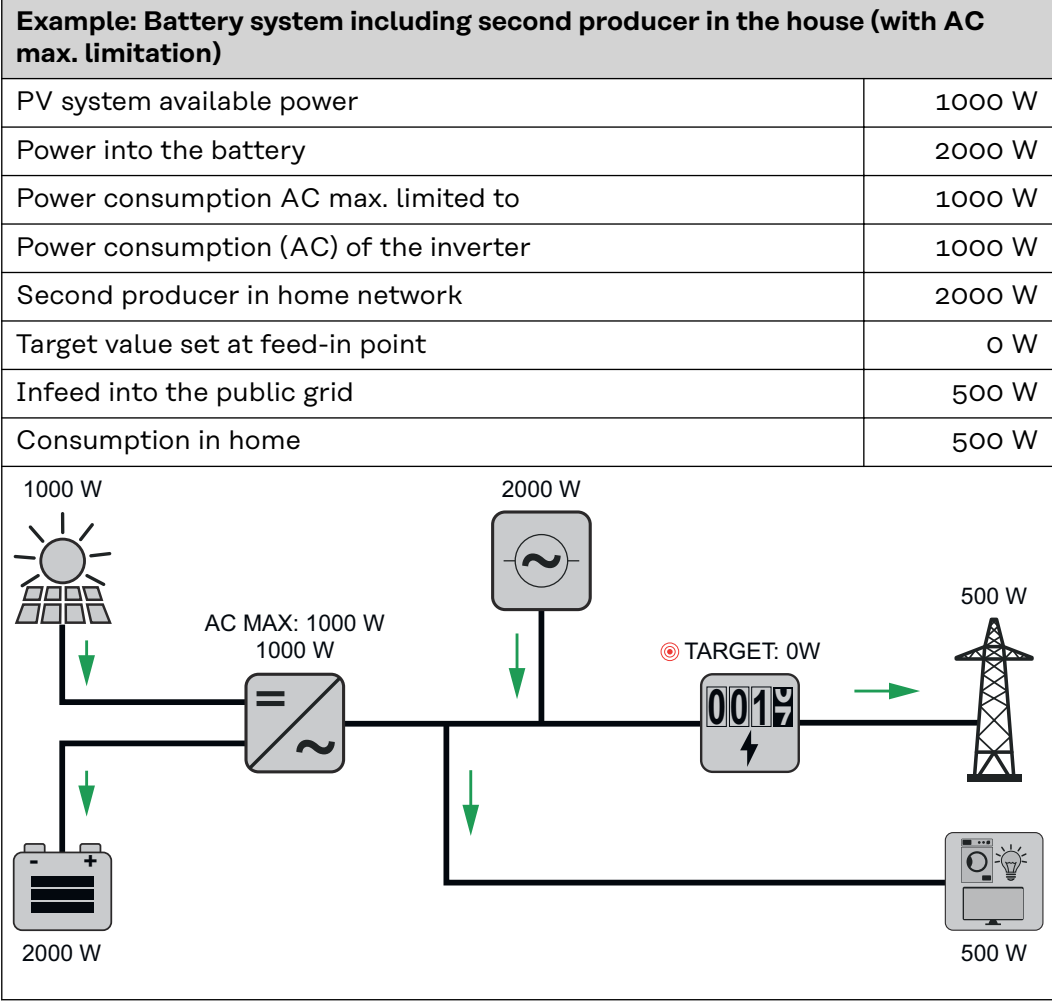 Example: Battery system including second producer in the house (with AC
max. limitation)
PV system available power 1000 W
Power into the battery 2000 W
Power consumption AC max. limited to 1000 W
Power consumption (AC) of the inverter 1000 W
Second producer in home network 2000 W
Target value set at feed-in point 0 W
Infeed into the public grid 500 W
Consumption in home 500 W
1000 W
2000 W
500 W
AC MAX: 1000 W
1000 W
TARGET: 0W
001
- +
2000 W
500 W